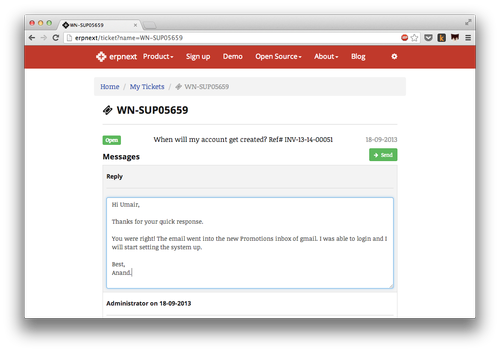 WN-SUP05659
erpnext/ticket?name=WN-SUP05659
erpnext Product Sign up Demo Open Source About Blog
Home / My Tickets / WN-SUP05659
WN-SUP05659
Open When will my account get created? Ref# INV-13-14-00051 18-09-2013
Messages Send
Reply
Hi Umair,
Thanks for your quick response.
You were right! The email went into the new Promotions inbox of gmail. I was able to login and I
will start setting the system up.
Best,
Anand.
Administrator on 18-09-2013